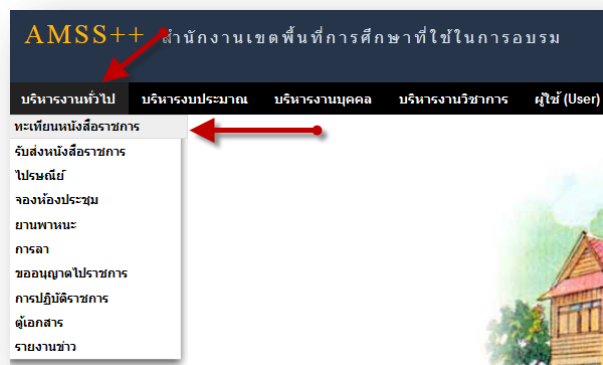 AMSS++ สำนักงานเขตพื้นที่การศึกษาที่ใช้ในการอบรม
บริหารงานทั่วไป บริหารงบประมาณ บริหารงานบุคคล บริหารงานวิชาการ ผู้ใช้ (User)
ทะเทียนหนังสือราชการ
รับส่งหนังสือราชการ
ไปรษณีย์
จองห้องประชุม
ยานพาหนะ
การลา
ขออนุญาตไปราชการ
การปฏิบัติราชการ
ตู้เอกสาร
รายงานข่าว